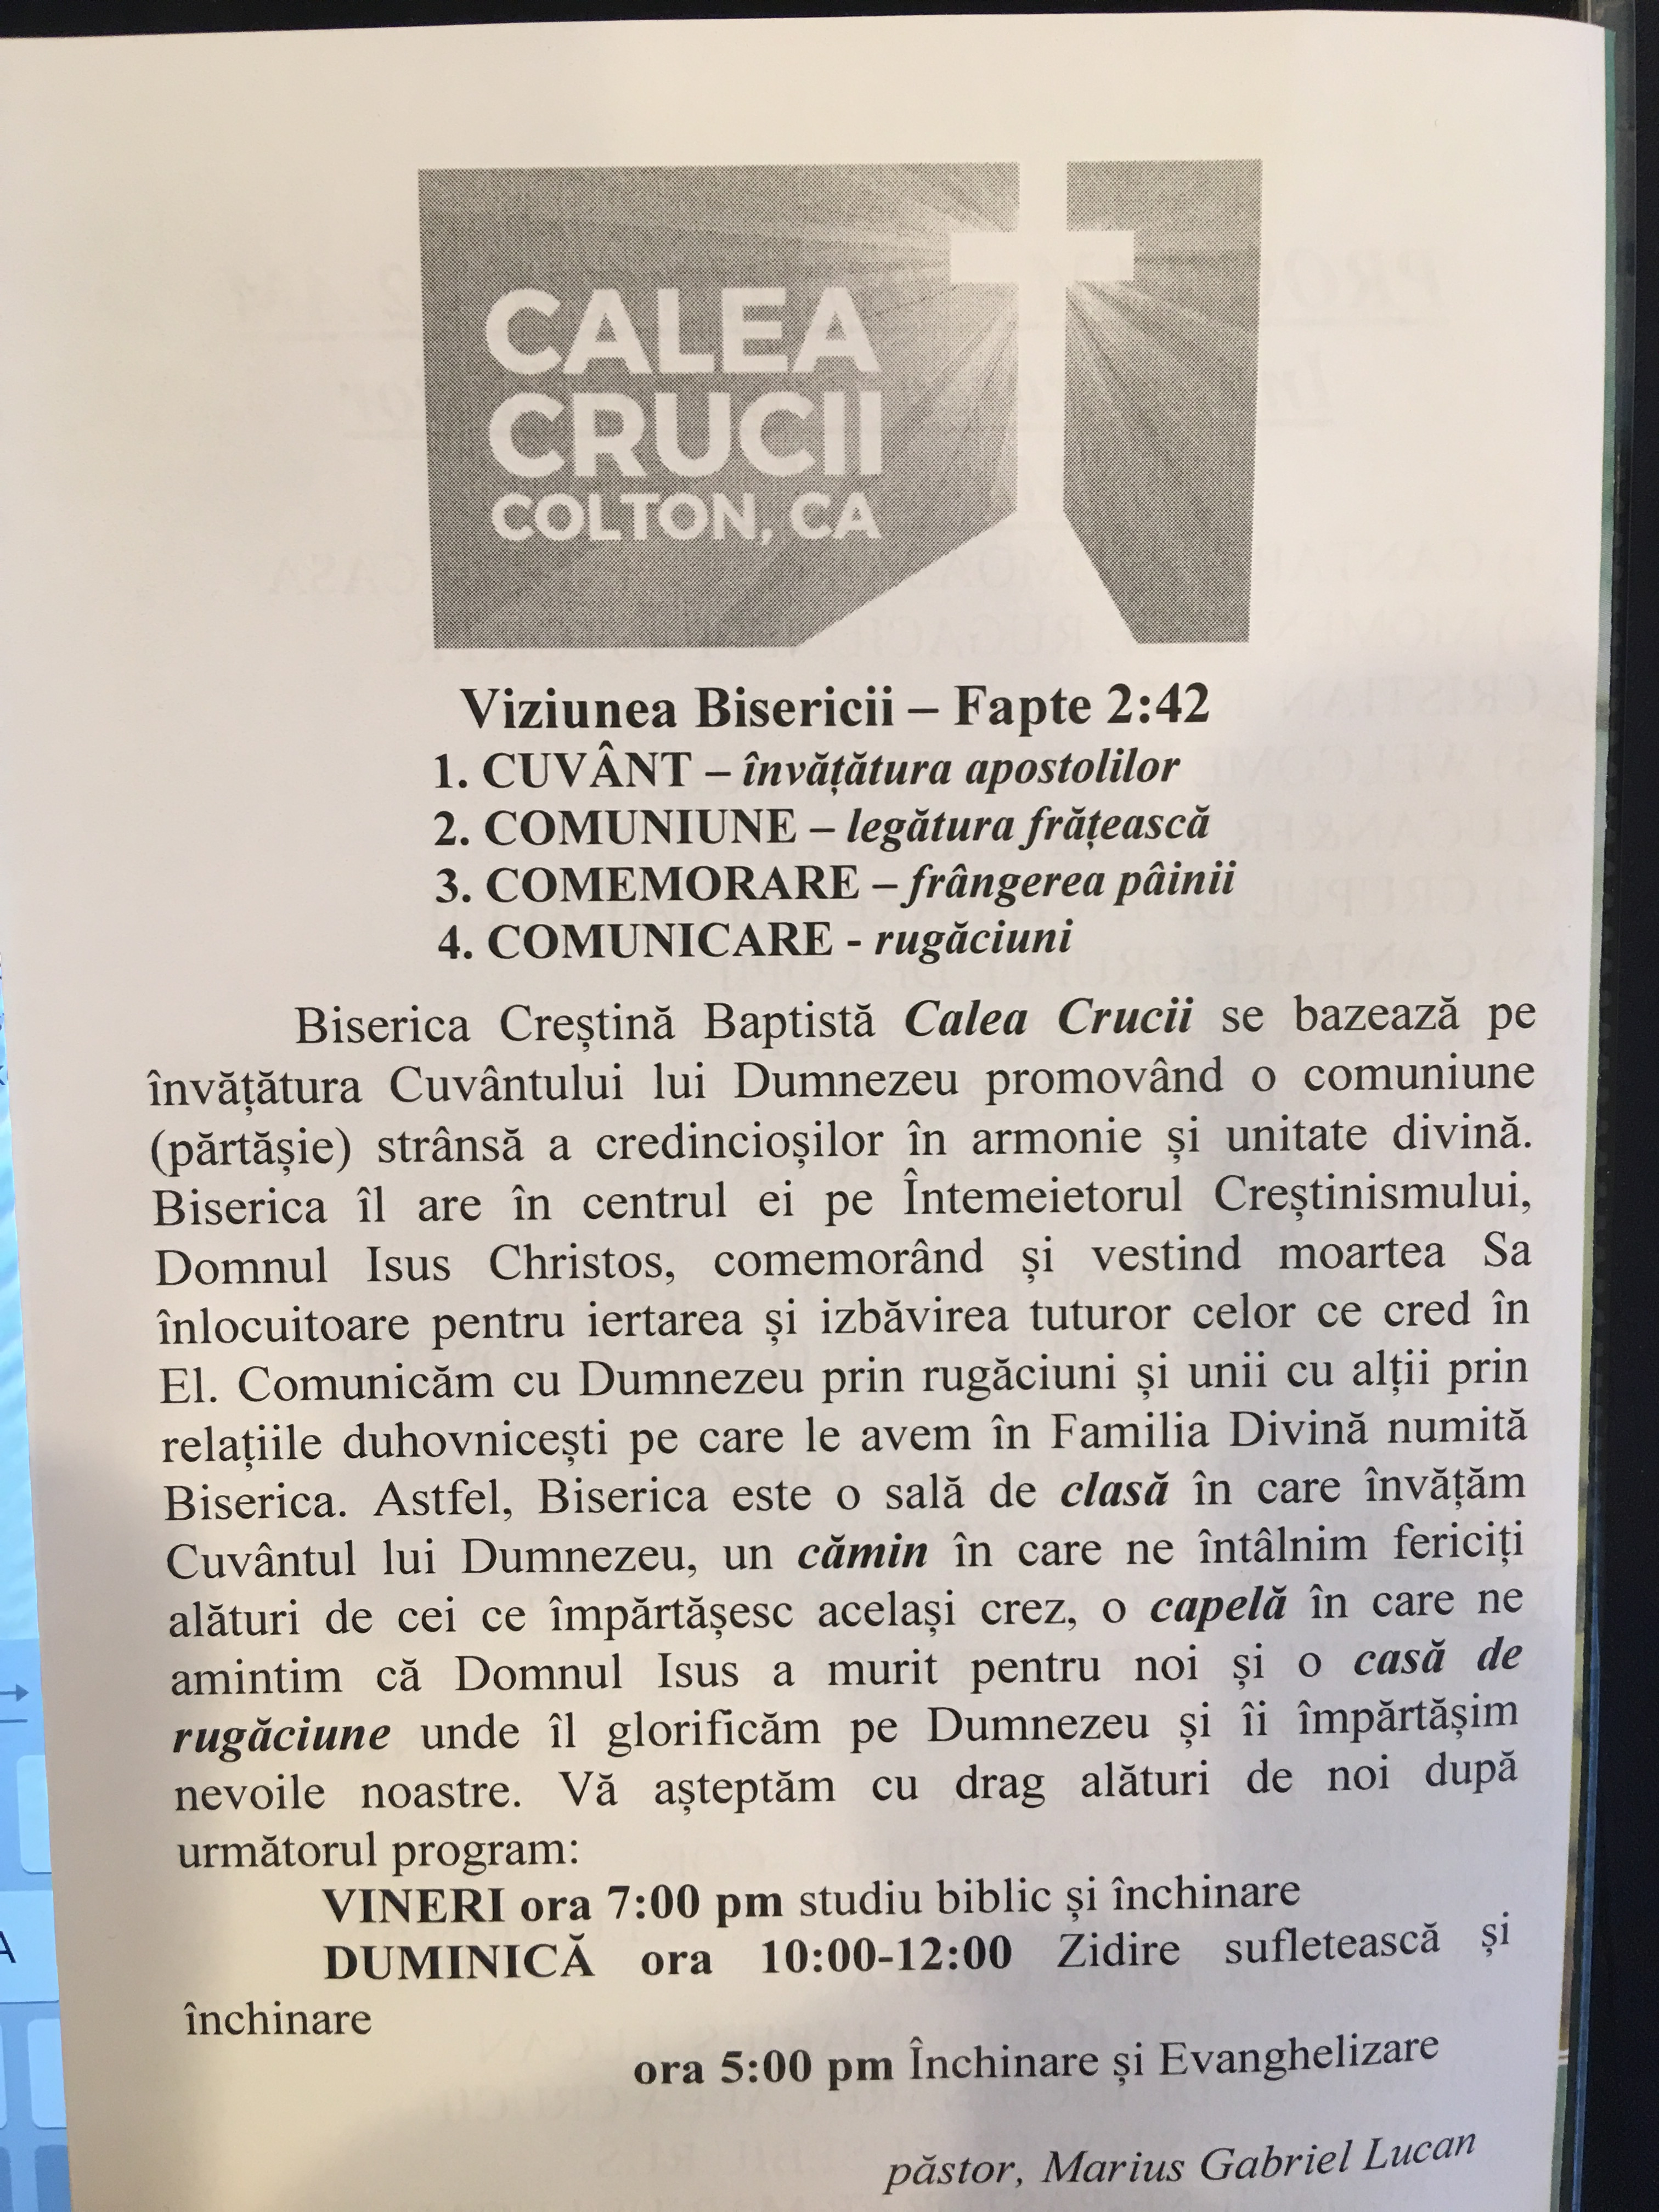 CALEA
CRUCII
COLTON, CA
Viziunea Bisericii – Fapte 2:42
1. CUVÂNT – învățătura apostolilor
2. COMUNIUNE – legătura frățească
3. COMEMORARE – frângerea pâinii
4. COMUNICARE - rugăciuni
Biserica Creștină Baptistă Calea Crucii se bazează pe
învățătura Cuvântului lui Dumnezeu promovând o comuniune
(părtășie) strânsă a credincioșilor în armonie și unitate divină.
Biserica îl are în centrul ei pe Întemeietorul Creștinismului,
Domnul Isus Christos, comemorând și vestind moartea Sa
înlocuitoare pentru iertarea și izbăvirea tuturor celor ce cred în
El. Comunicăm cu Dumnezeu prin rugăciuni și unii cu alții prin
relațiile duhovnicești pe care le avem în Familia Divină numită
Biserica. Astfel, Biserica este o sală de clasă în care învățăm
Cuvântul lui Dumnezeu, un cămin în care ne întâlnim fericiți
alături de cei ce împărtășesc același crez, o capelă în care ne
amintim că Domnul Isus a murit pentru noi și o casă de
rugăciune unde îl glorificăm pe Dumnezeu și îi împărtășim
nevoile noastre. Vă așteptăm cu drag alături de noi după
următorul program:
VINERI ora 7:00 pm studiu biblic și închinare
DUMINICĂ ora 10:00-12:00 Zidire sufletească și
închinare
ora 5:00 pm Închinare și Evanghelizare
păstor, Marius Gabriel Lucan